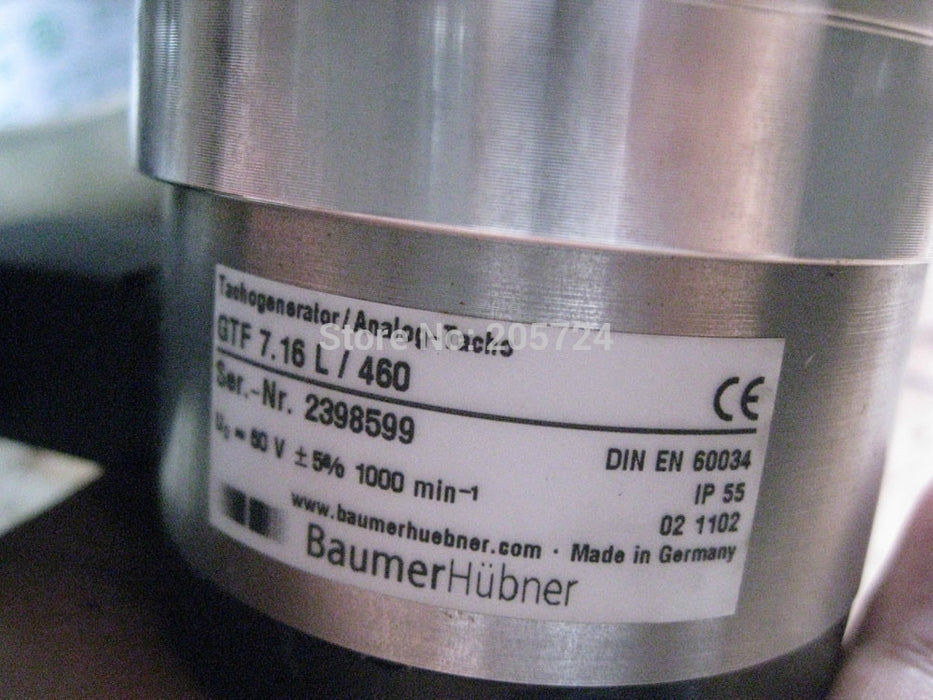 Tachogenerator / Analog-Tacho
GTF 7.16 L / 460
CE
Ser.-Nr. 2398599
DIN EN 60034
U₀ = 60 V ±5% 1000 min⁻¹
IP 55
02 1102
www.baumerhuebner.com · Made in Germany
BaumerHübner
Store No: 205724